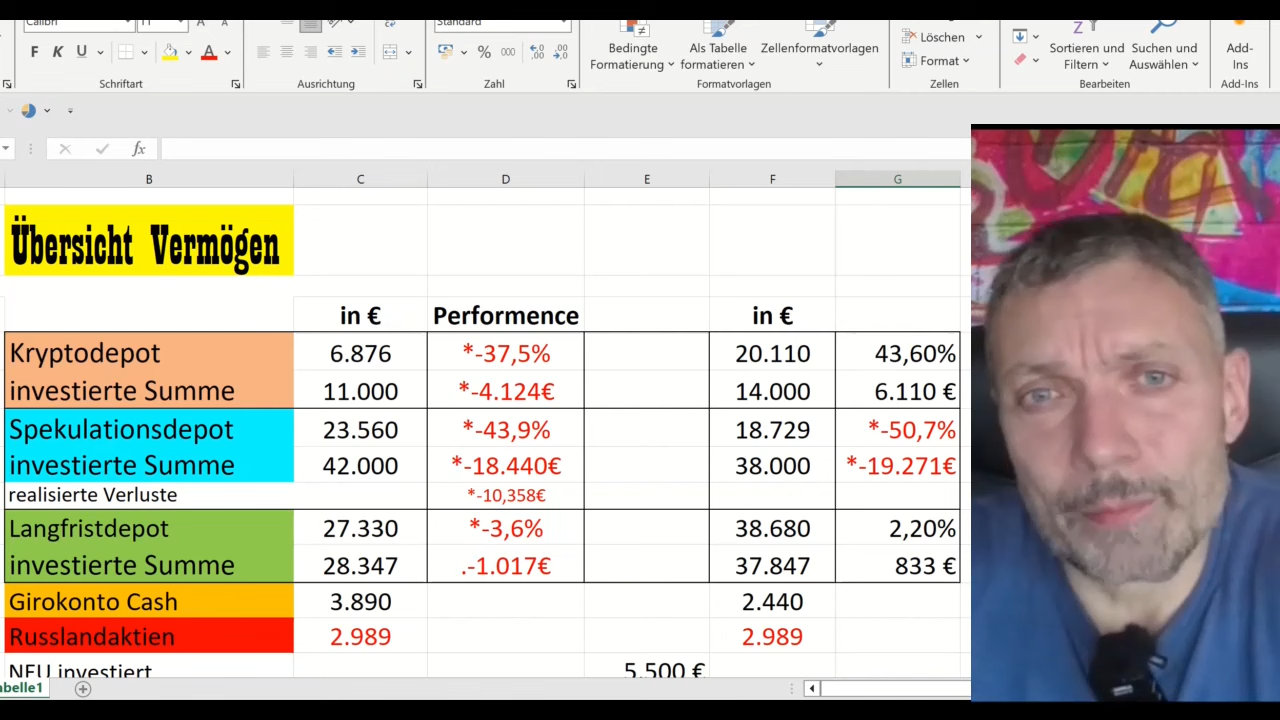 Calibri 11 Standard
F K U A % 000
Bedingte Formatierung
Als Tabelle formatieren
Zellenformatvorlagen
Löschen
Format
Sortieren und Filtern
Suchen und Auswählen
Add-Ins
Schriftart Ausrichtung Zahl Formatvorlagen Zellen Bearbeiten Add-Ins
fx
B C D E F G
Übersicht Vermögen
in € Performence in €
Kryptodepot 6.876 *-37,5% 20.110 43,60%
investierte Summe 11.000 *-4.124€ 14.000 6.110 €
Spekulationsdepot 23.560 *-43,9% 18.729 *-50,7%
investierte Summe 42.000 *-18.440€ 38.000 *-19.271€
realisierte Verluste *-10,358€
Langfristdepot 27.330 *-3,6% 38.680 2,20%
investierte Summe 28.347 .-1.017€ 37.847 833 €
Girokonto Cash 3.890 2.440
Russlandaktien 2.989 2.989
NEU investiert 5.500 €
abelle1